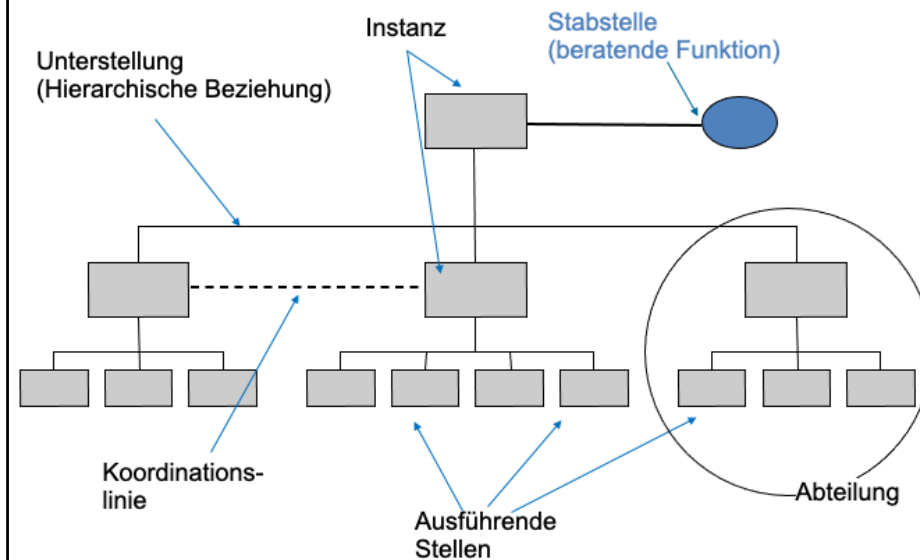 Instanz
Stabstelle
(beratende Funktion)
Unterstellung
(Hierarchische Beziehung)
Koordinations-
linie
Ausführende
Stellen
Abteilung